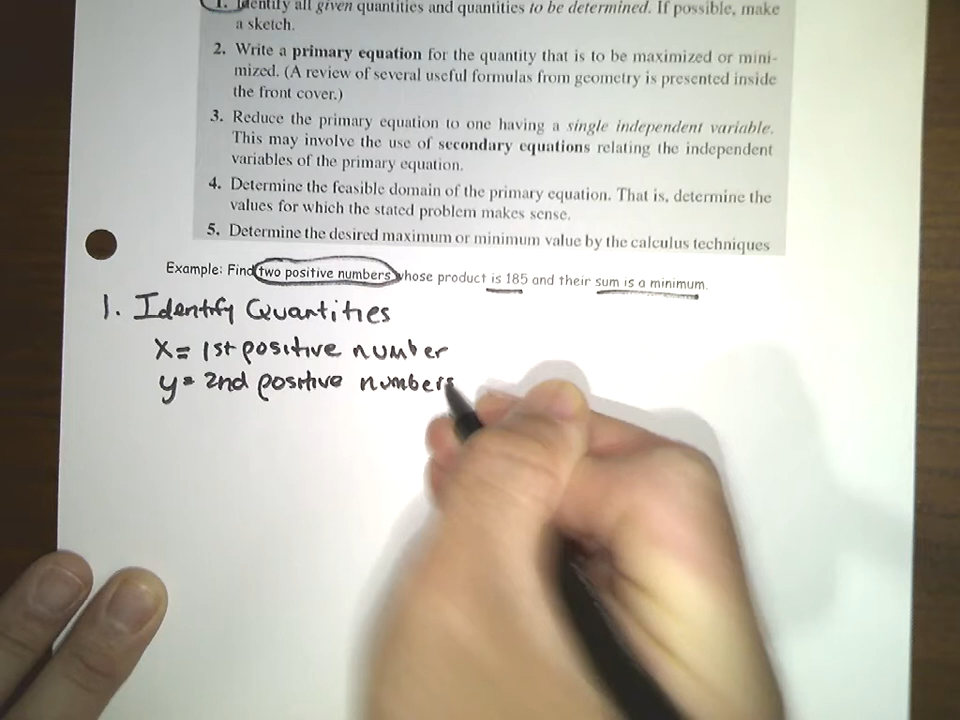 1. Identify all given quantities and quantities to be determined. If possible, make
a sketch.
2. Write a primary equation for the quantity that is to be maximized or mini-
mized. (A review of several useful formulas from geometry is presented inside
the front cover.)
3. Reduce the primary equation to one having a single independent variable.
This may involve the use of secondary equations relating the independent
variables of the primary equation.
4. Determine the feasible domain of the primary equation. That is, determine the
values for which the stated problem makes sense.
5. Determine the desired maximum or minimum value by the calculus techniques
Example: Find two positive numbers whose product is 185 and their sum is a minimum.
1. Identify Quantities
x = 1st positive number
y = 2nd positive numbers